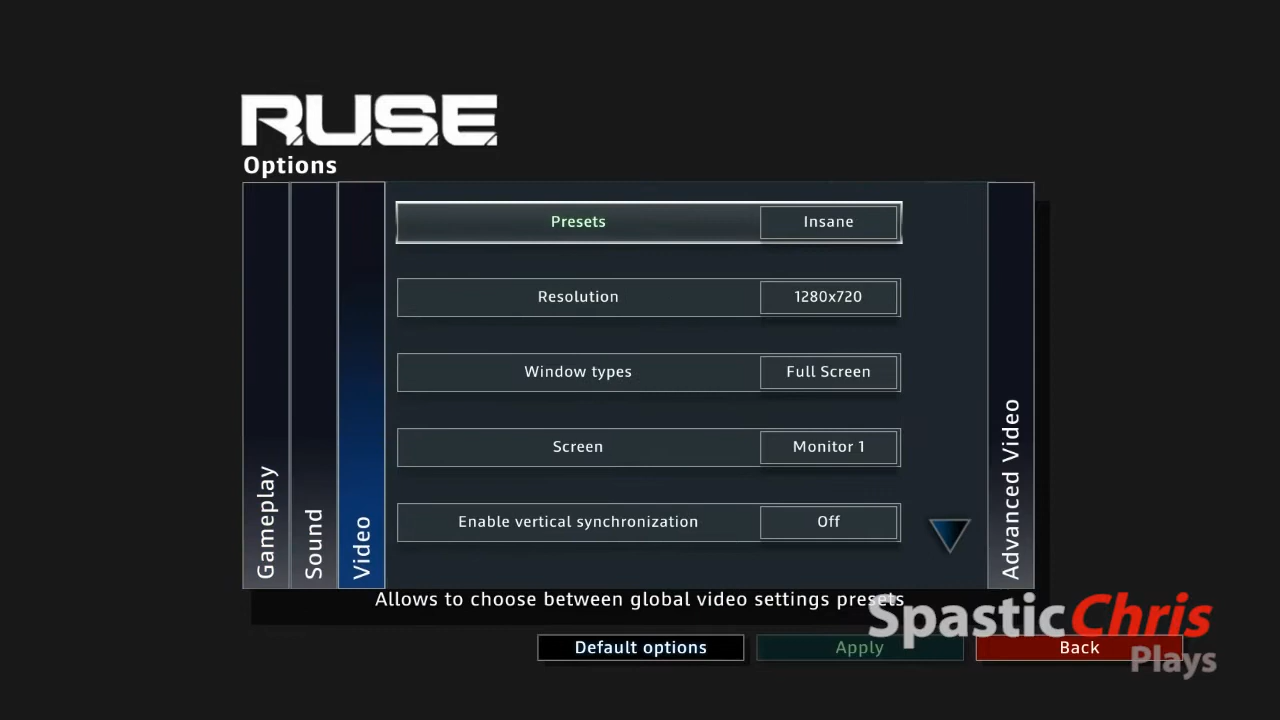 R.U.S.E
Options
Gameplay
Sound
Video
Presets
Insane
Resolution
1280x720
Window types
Full Screen
Screen
Monitor 1
Enable vertical synchronization
Off
Advanced Video
Allows to choose between global video settings presets
Default options
Apply
Back
SpasticChris
Plays